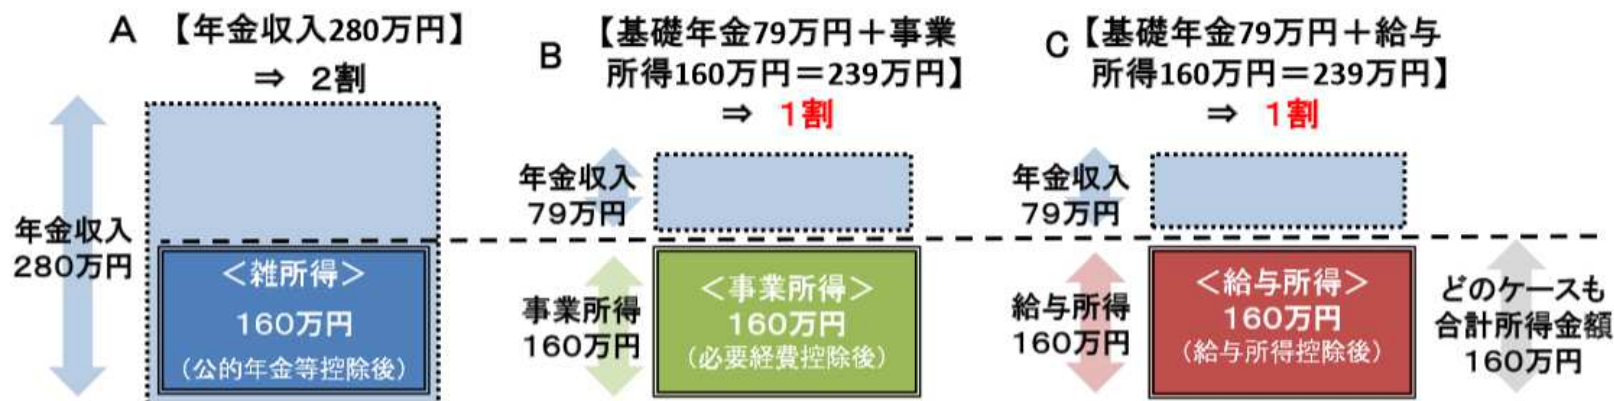 A 【年金収入280万円】
⇒ 2割
年金収入
280万円
＜雑所得＞
160万円
（公的年金等控除後）
B 【基礎年金79万円＋事業
所得160万円＝239万円】
⇒ 1割
年金収入
79万円
事業所得
160万円
＜事業所得＞
160万円
（必要経費控除後）
C 【基礎年金79万円＋給与
所得160万円＝239万円】
⇒ 1割
年金収入
79万円
給与所得
160万円
＜給与所得＞
160万円
（給与所得控除後）
どのケースも
合計所得金額
160万円